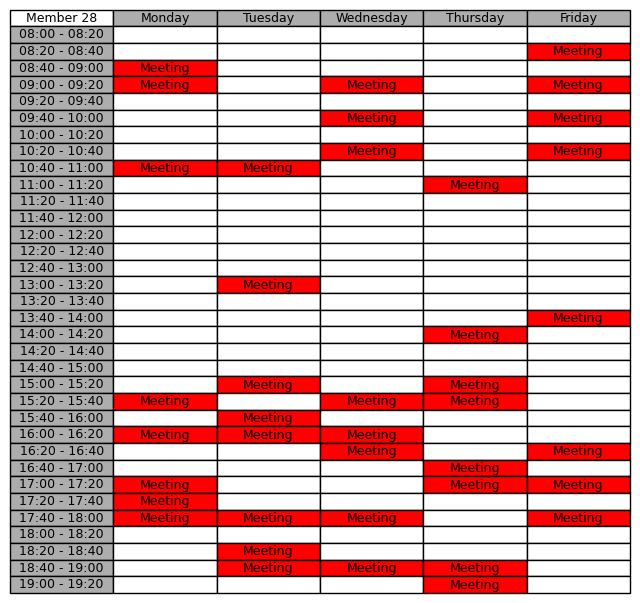 Member 28 Monday Tuesday Wednesday Thursday Friday
08:00 - 08:20
08:20 - 08:40 Meeting
08:40 - 09:00 Meeting
09:00 - 09:20 Meeting Meeting Meeting
09:20 - 09:40
09:40 - 10:00 Meeting Meeting
10:00 - 10:20
10:20 - 10:40 Meeting Meeting
10:40 - 11:00 Meeting Meeting
11:00 - 11:20 Meeting
11:20 - 11:40
11:40 - 12:00
12:00 - 12:20
12:20 - 12:40
12:40 - 13:00
13:00 - 13:20 Meeting
13:20 - 13:40
13:40 - 14:00 Meeting
14:00 - 14:20 Meeting
14:20 - 14:40
14:40 - 15:00
15:00 - 15:20 Meeting Meeting
15:20 - 15:40 Meeting Meeting Meeting
15:40 - 16:00 Meeting
16:00 - 16:20 Meeting Meeting Meeting
16:20 - 16:40 Meeting Meeting
16:40 - 17:00 Meeting
17:00 - 17:20 Meeting Meeting Meeting
17:20 - 17:40 Meeting
17:40 - 18:00 Meeting Meeting Meeting Meeting
18:00 - 18:20
18:20 - 18:40 Meeting
18:40 - 19:00 Meeting Meeting Meeting
19:00 - 19:20 Meeting